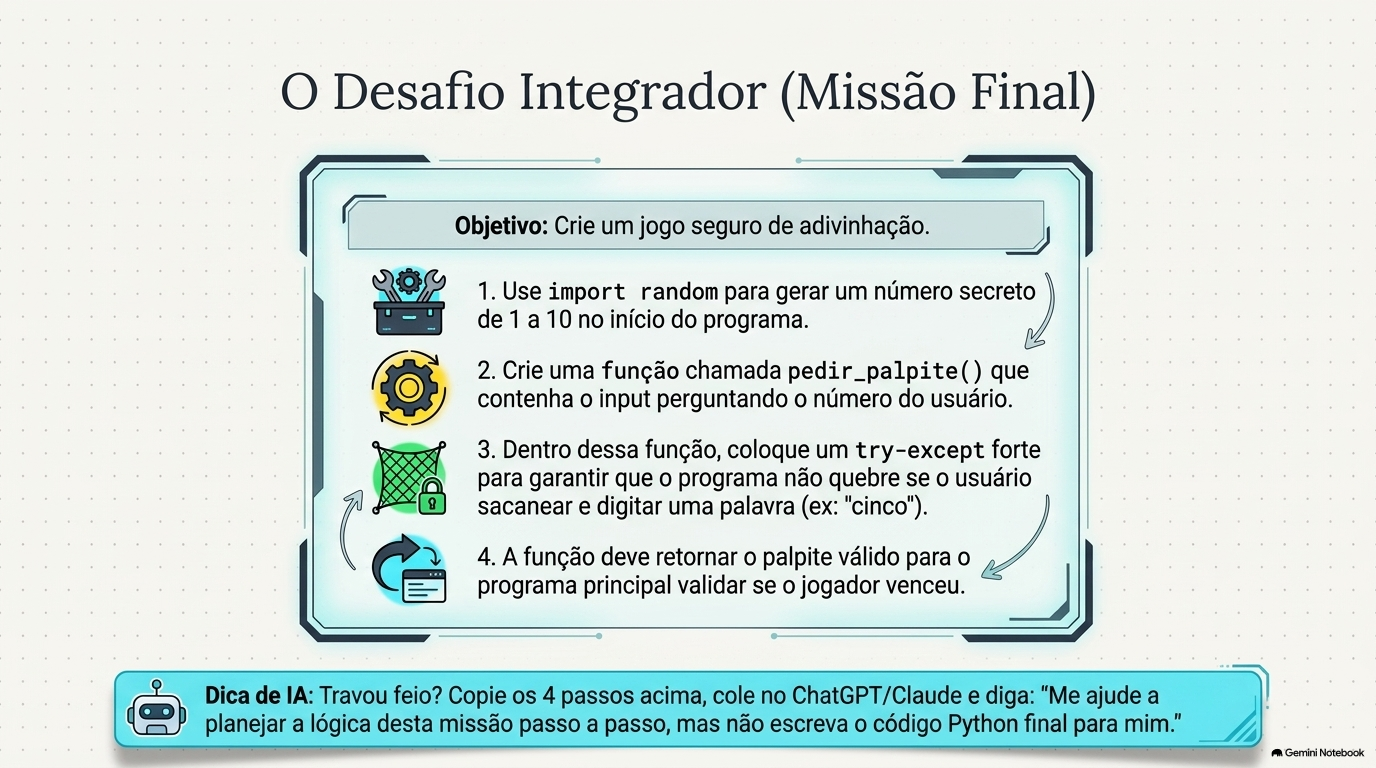 O Desafio Integrador (Missão Final)
Objetivo: Crie um jogo seguro de adivinhação.
1. Use import random para gerar um número secreto
de 1 a 10 no início do programa.
2. Crie uma função chamada pedir_palpite() que
contenha o input perguntando o número do usuário.
3. Dentro dessa função, coloque um try-except forte
para garantir que o programa não quebre se o usuário
sacanear e digitar uma palavra (ex: "cinco").
4. A função deve retornar o palpite válido para o
programa principal validar se o jogador venceu.
Dica de IA: Travou feio? Copie os 4 passos acima, cole no ChatGPT/Claude e diga: “Me ajude a
planejar a lógica desta missão passo a passo, mas não escreva o código Python final para mim.”
Gemini Notebook